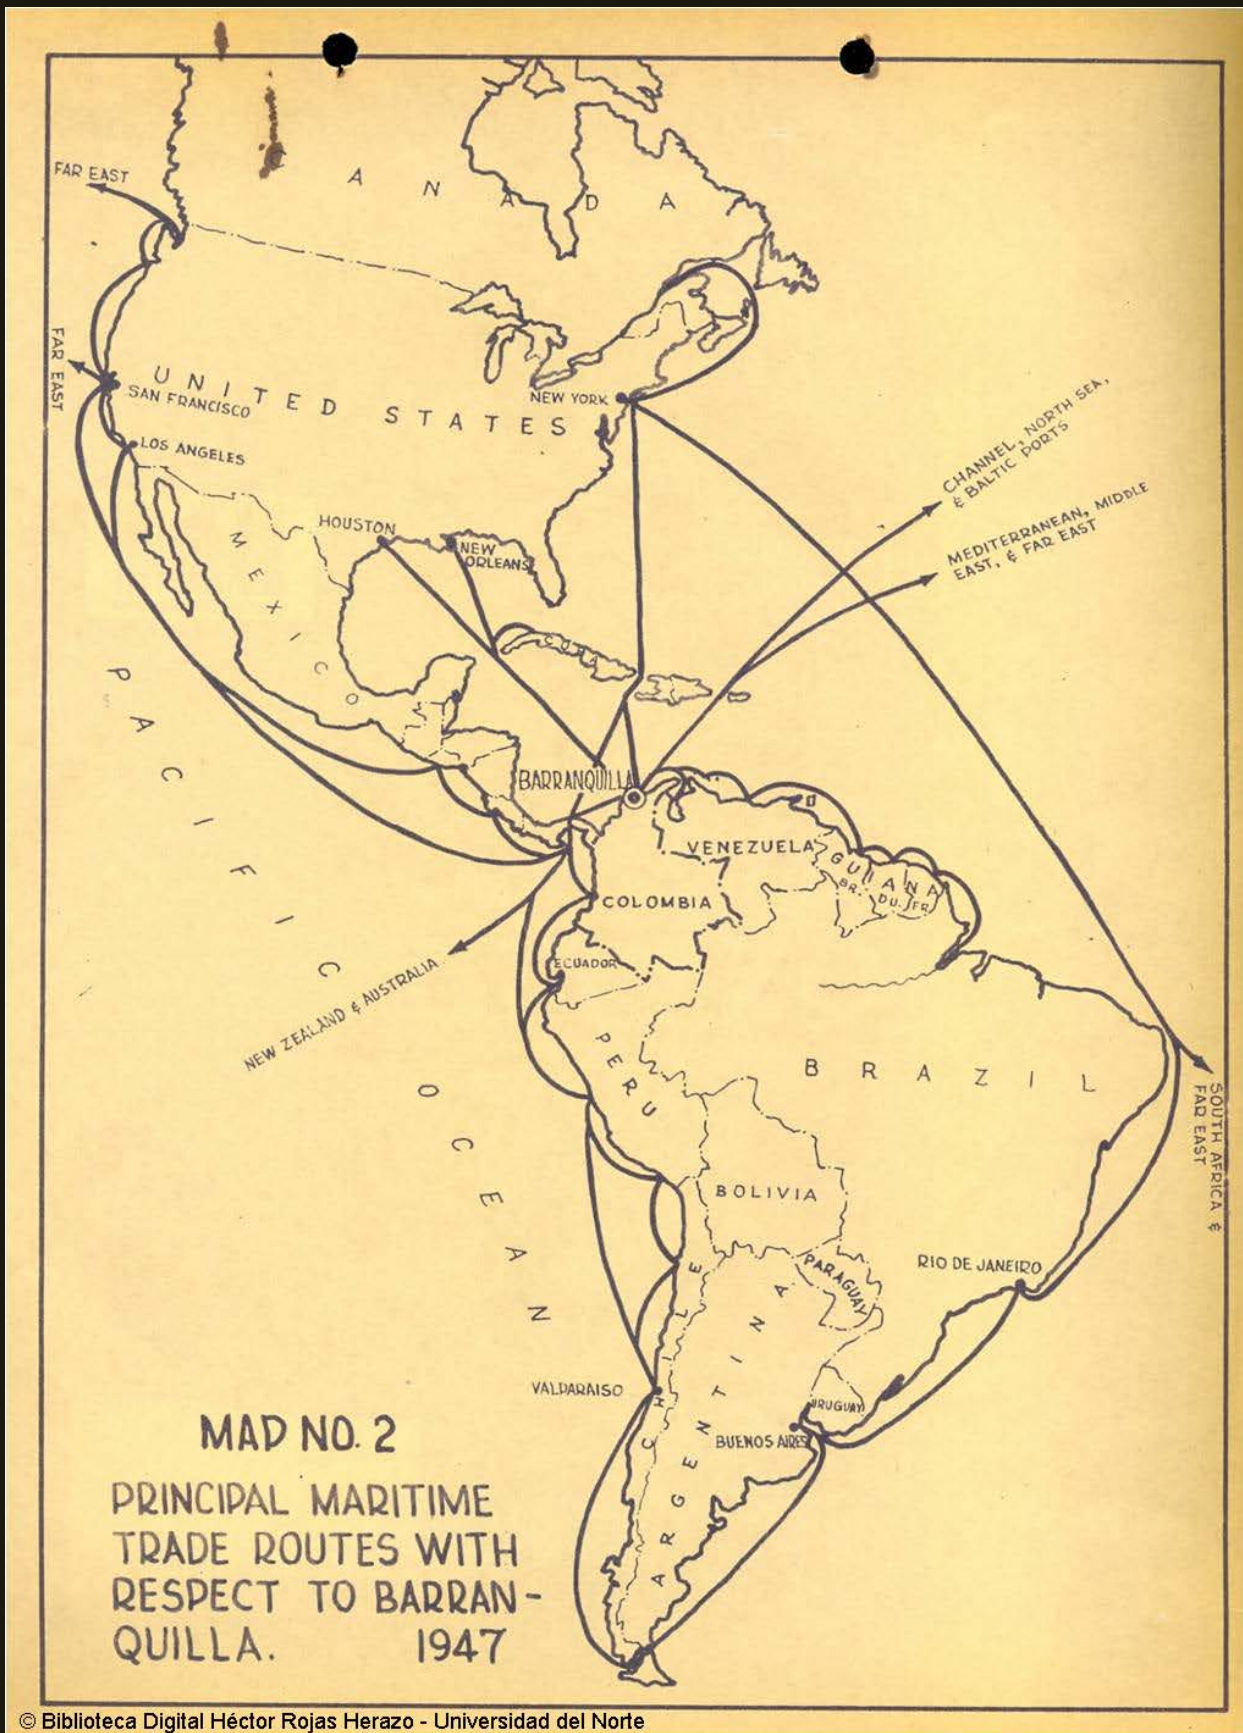 FAR EAST
CANADA
FAR EAST
UNITED STATES
SAN FRANCISCO
NEW YORK
LOS ANGELES
CHANNEL, NORTH SEA,
& BALTIC PORTS
MEDITERRANEAN, MIDDLE
EAST, & FAR EAST
HOUSTON
NEW
ORLEANS
MEXICO
CUBA
PACIFIC
OCEAN
BARRANQUILLA
VENEZUELA
GUIANA
BR. DU. FR.
COLOMBIA
ECUADOR
NEW ZEALAND & AUSTRALIA
PERU
BRAZIL
SOUTH AFRICA &
FAR EAST
BOLIVIA
PARAGUAY
RIO DE JANEIRO
CHILE
ARGENTINA
VALPARAISO
URUGUAY
BUENOS AIRES
MAP NO. 2
PRINCIPAL MARITIME
TRADE ROUTES WITH
RESPECT TO BARRAN-
QUILLA. 1947
© Biblioteca Digital Héctor Rojas Herazo - Universidad del Norte